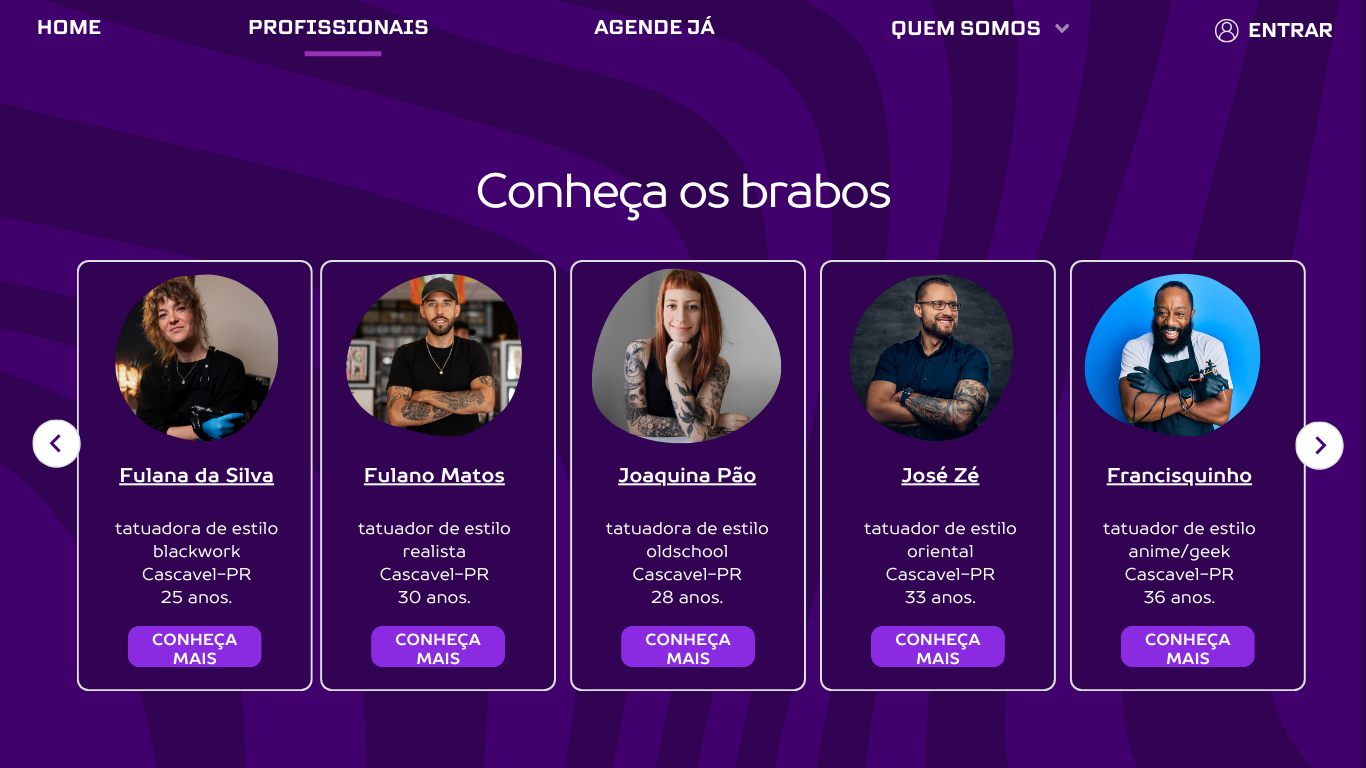 HOME
PROFISSIONAIS
AGENDE JÁ
QUEM SOMOS
ENTRAR
Conheça os brabos
Fulana da Silva
tatuadora de estilo
blackwork
Cascavel-PR
25 anos.
CONHEÇA
MAIS
Fulano Matos
tatuador de estilo
realista
Cascavel-PR
30 anos.
CONHEÇA
MAIS
Joaquina Pão
tatuadora de estilo
oldschool
Cascavel-PR
28 anos.
CONHEÇA
MAIS
José Zé
tatuador de estilo
oriental
Cascavel-PR
33 anos.
CONHEÇA
MAIS
Francisquinho
tatuador de estilo
anime/geek
Cascavel-PR
36 anos.
CONHEÇA
MAIS